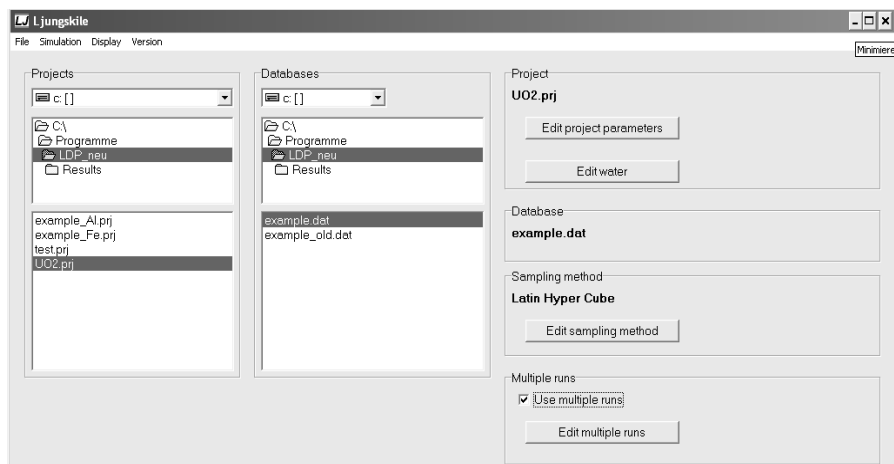 Ljungskile
File Simulation Display Version
Minimiere
Projects
c: [ ]
C:\
Programme
LDP_neu
Results
example_Al.prj
example_Fe.prj
test.prj
UO2.prj
Databases
c: [ ]
C:\
Programme
LDP_neu
Results
example.dat
example_old.dat
Project
UO2.prj
Edit project parameters
Edit water
Database
example.dat
Sampling method
Latin Hyper Cube
Edit sampling method
Multiple runs
Use multiple runs
Edit multiple runs